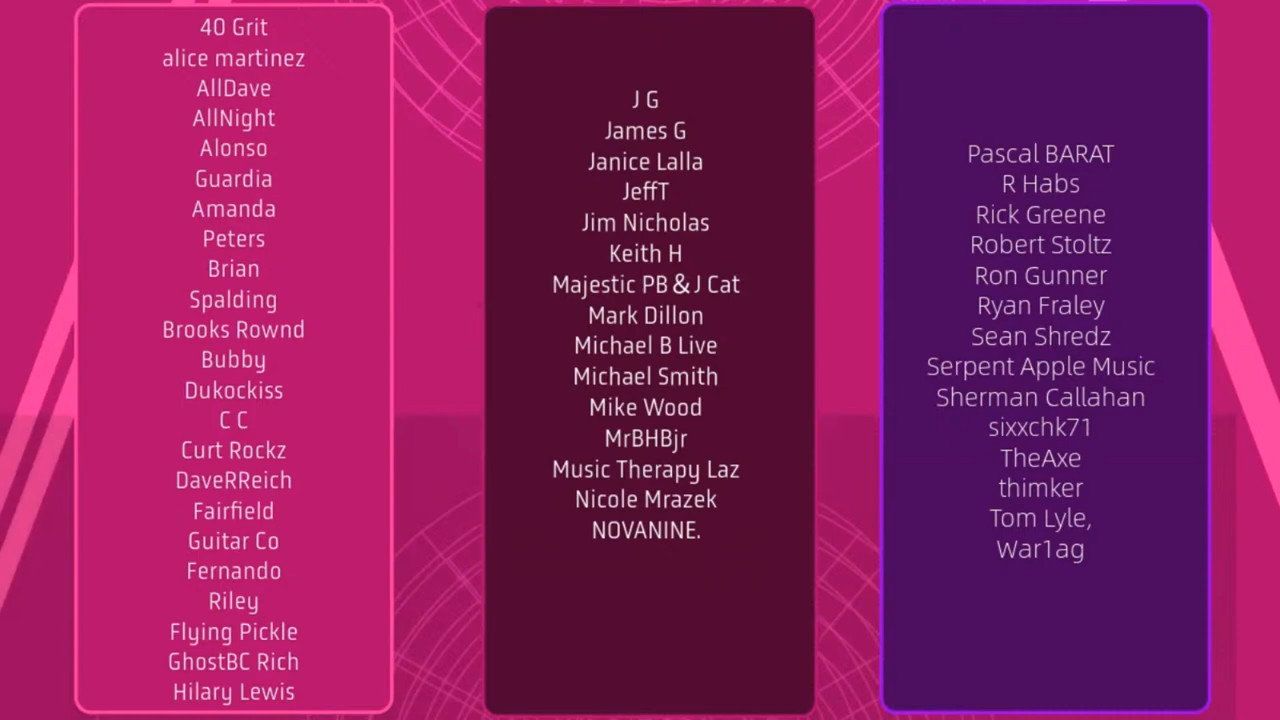 40 Grit
alice martinez
AllDave
AllNight
Alonso
Guardia
Amanda
Peters
Brian
Spalding
Brooks Rownd
Bubby
Dukockiss
C C
Curt Rockz
DaveRReich
Fairfield
Guitar Co
Fernando
Riley
Flying Pickle
GhostBC Rich
Hilary Lewis
J G
James G
Janice Lalla
JeffT
Jim Nicholas
Keith H
Majestic PB & J Cat
Mark Dillon
Michael B Live
Michael Smith
Mike Wood
MrBHBjr
Music Therapy Laz
Nicole Mrazek
NOVANINE.
Pascal BARAT
R Habs
Rick Greene
Robert Stoltz
Ron Gunner
Ryan Fraley
Sean Shredz
Serpent Apple Music
Sherman Callahan
sixxchk71
TheAxe
thimker
Tom Lyle,
War1ag